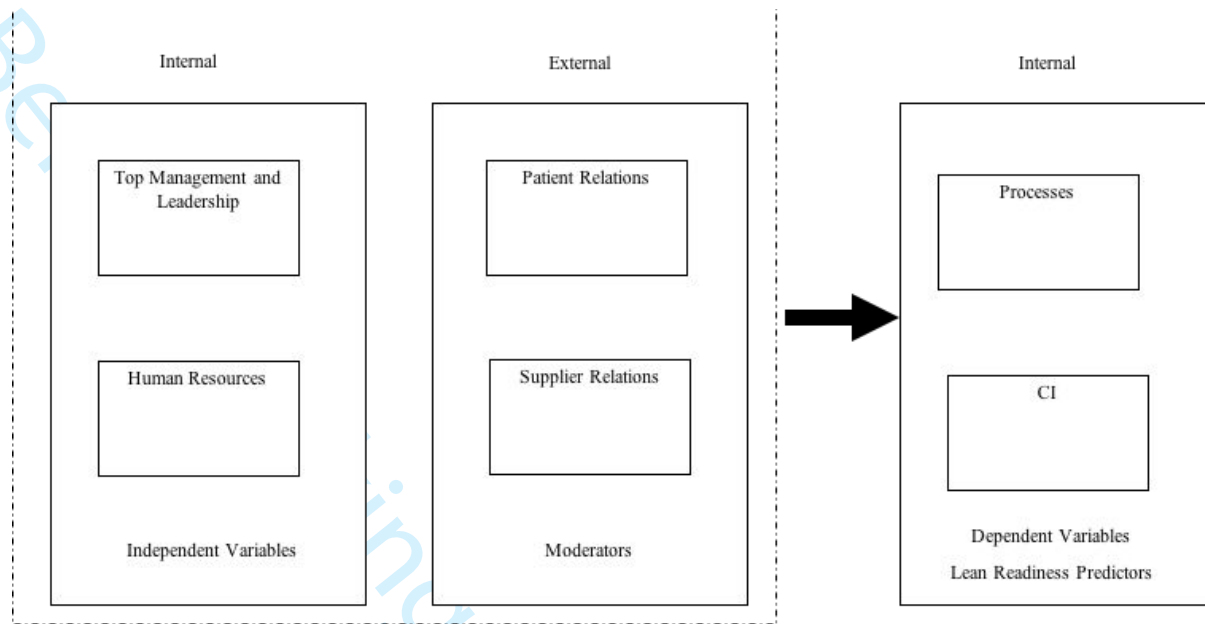 Internal
Top Management and
Leadership
Human Resources
Independent Variables
External
Patient Relations
Supplier Relations
Moderators
Internal
Processes
CI
Dependent Variables
Lean Readiness Predictors